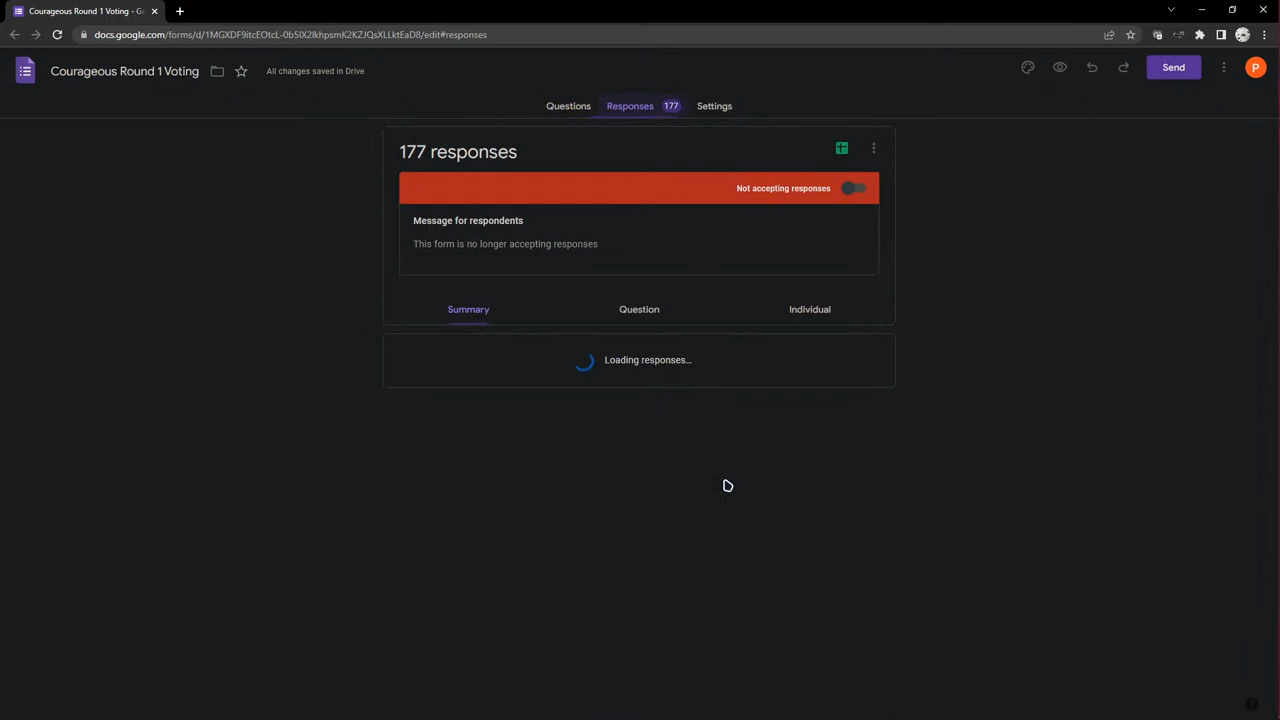 Courageous Round 1 Voting - Go
docs.google.com/forms/d/1MGXDF9itcEOtcL-0b5IX2IkhpsmK2KZJQsXLLktEaD8/edit#responses
Courageous Round 1 Voting
All changes saved in Drive
Send
P
Questions
Responses 177
Settings
177 responses
Not accepting responses
Message for respondents
This form is no longer accepting responses
Summary
Question
Individual
Loading responses...